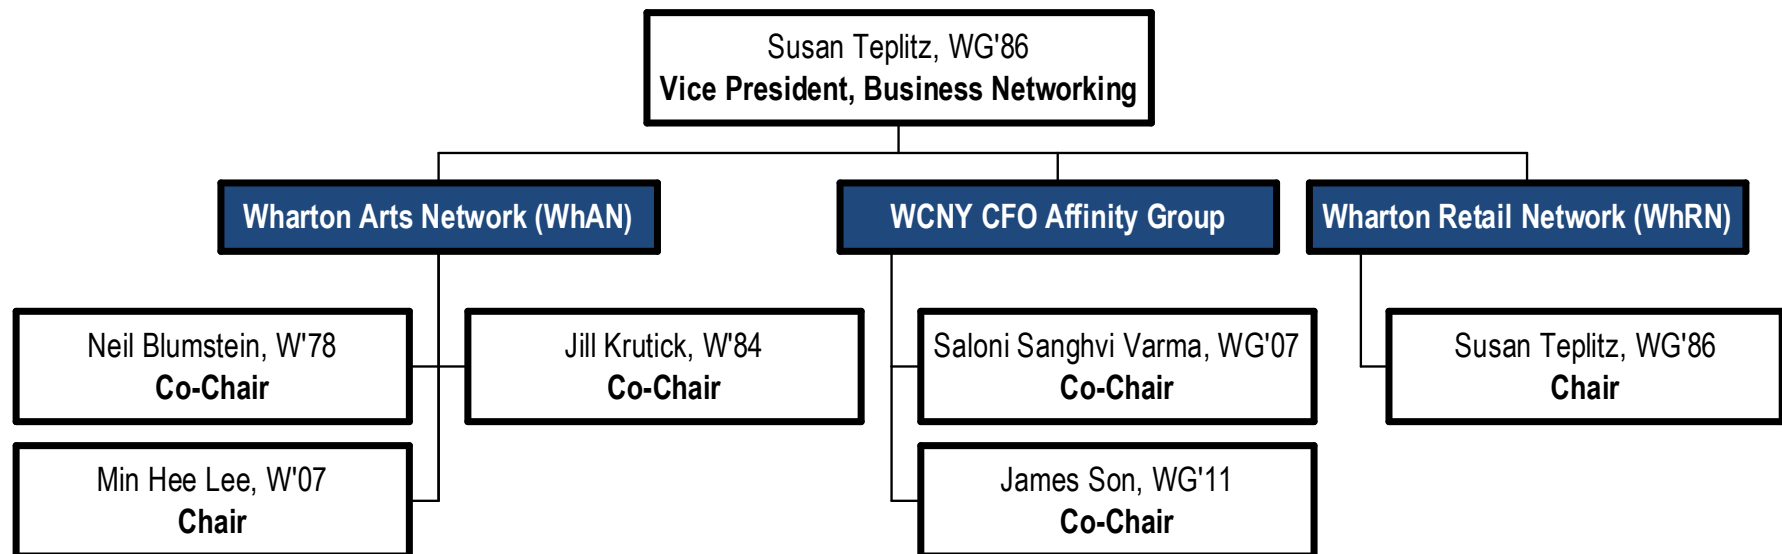 Susan Teplitz, WG'86
Vice President, Business Networking
Wharton Arts Network (WhAN)
WCNY CFO Affinity Group
Wharton Retail Network (WhRN)
Neil Blumstein, W'78
Co-Chair
Jill Krutick, W'84
Co-Chair
Saloni Sanghvi Varma, WG'07
Co-Chair
Susan Teplitz, WG'86
Chair
Min Hee Lee, W'07
Chair
James Son, WG'11
Co-Chair